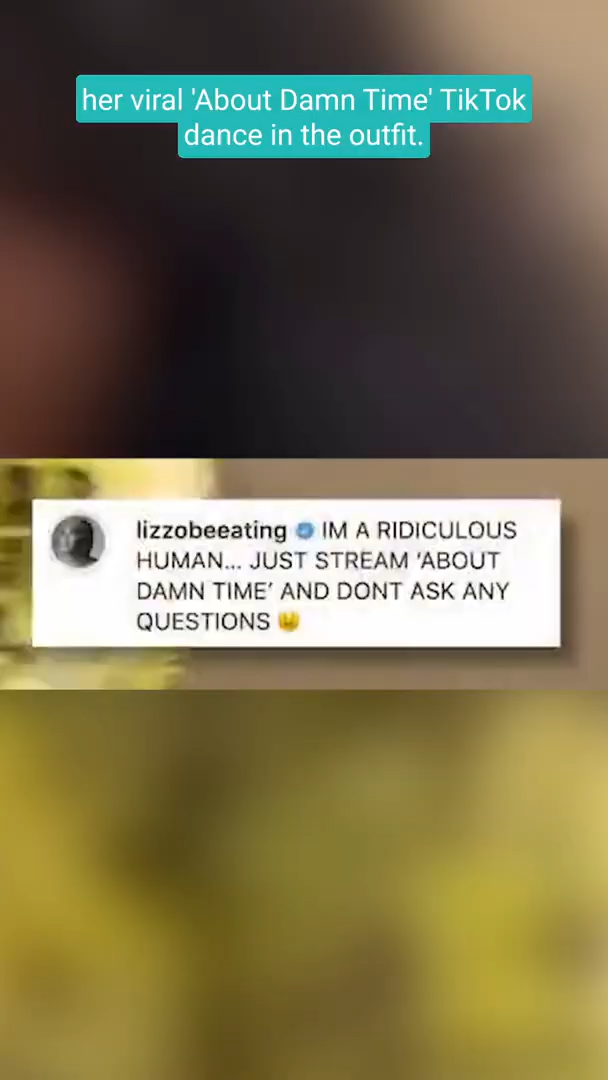 her viral 'About Damn Time' TikTok
dance in the outfit.
lizzobeeating IM A RIDICULOUS
HUMAN... JUST STREAM ‘ABOUT
DAMN TIME’ AND DONT ASK ANY
QUESTIONS 😭